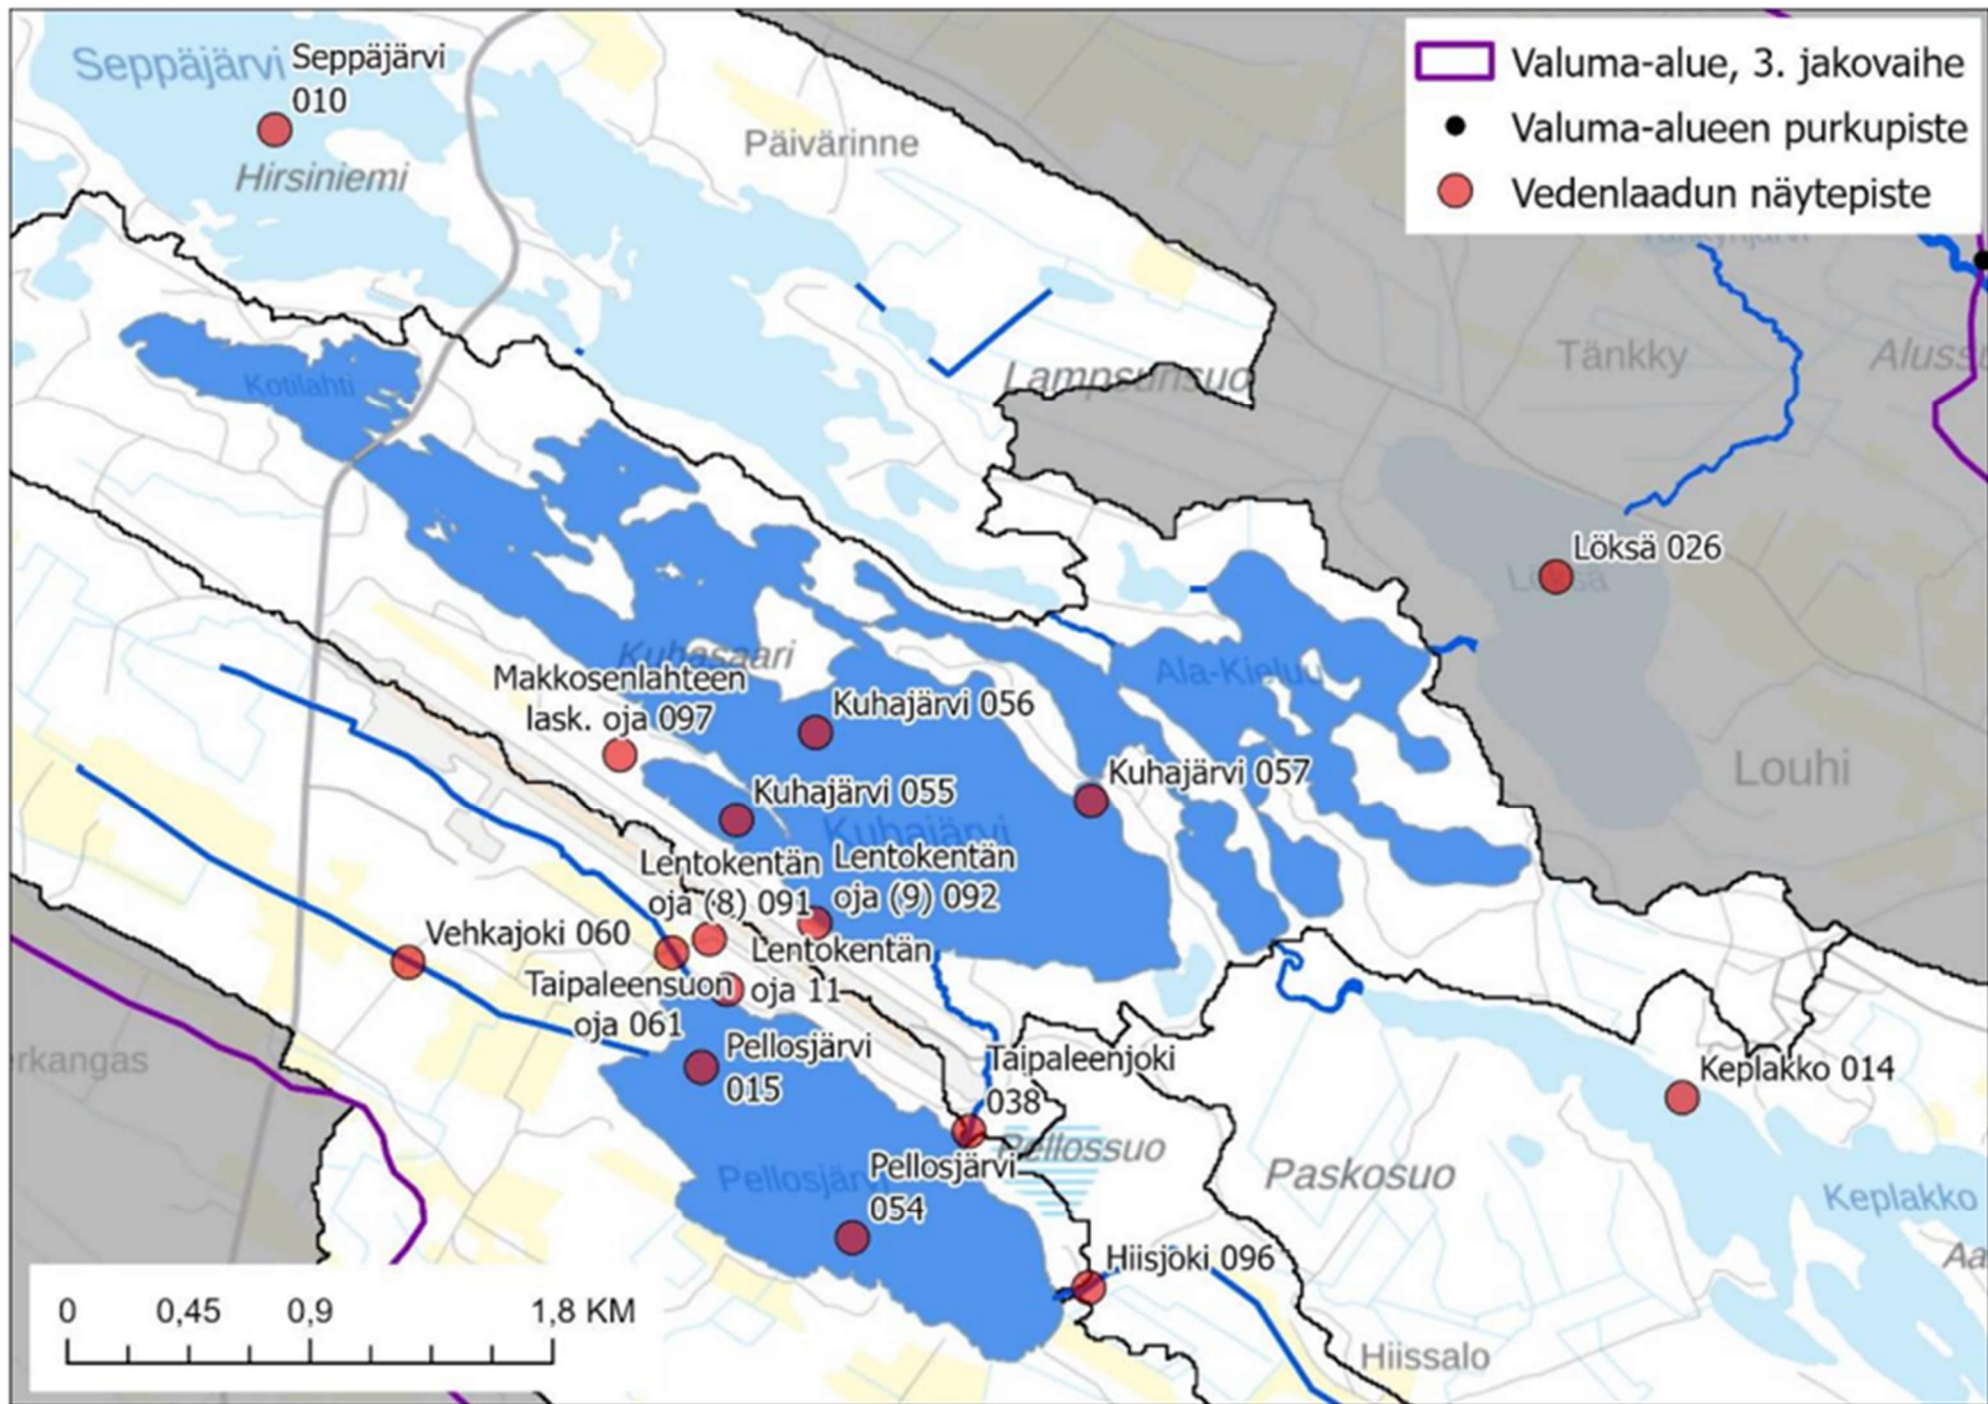 Seppäjärvi
Seppäjärvi
010
Hirsiniemi
Päivärinne
Valuma-alue, 3. jakovaihe
Valuma-alueen purkupiste
Vedenlaadun näytepiste
Lampsunsuo
Tänkky
Kotilahti
Löksä 026
Louhi
Kuhasaari
Ala-Kieluu
Makkosenlahteen
lask. oja 097
Kuhajärvi 056
Kuhajärvi 057
Kuhajärvi 055
Kuhajärvi
Lentokentän
oja (8) 091
Lentokentän
oja (9) 092
Vehkajoki 060
Lentokentän
oja 11
Taipaleensuon
oja 061
Pellosjärvi
015
Taipaleenjoki
038
Pellossuo
Paskosuo
Keplakko 014
Keplakko
Pellosjärvi
Pellosjärvi
054
Hiisjoki 096
Hiissalo
rkangas
0 0,45 0,9 1,8 KM